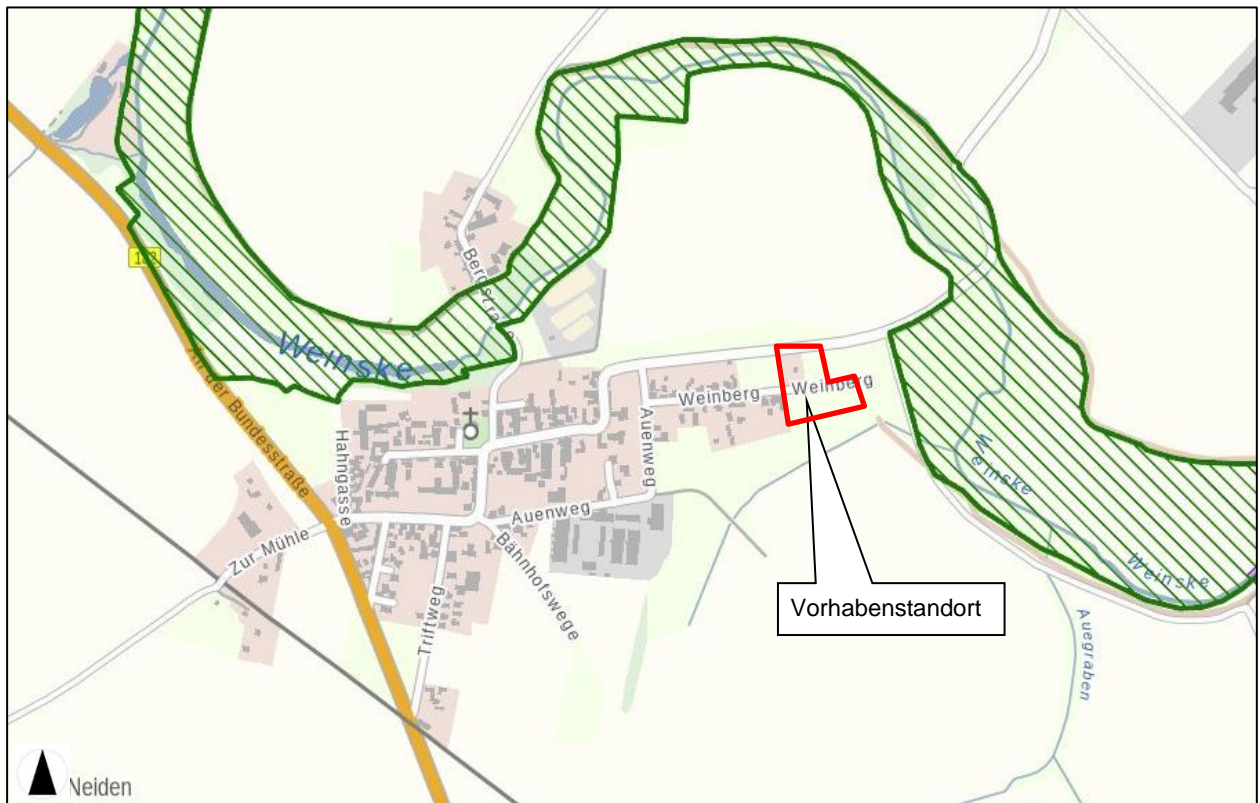 Bergstraße
Weinske
An der Bundesstraße
Weinberg
Weinberg
Hahngasse
Auenweg
Weinske
Auenweg
Zur Mühle
Bahnhofswege
Triftweg
Vorhabenstandort
Weinske
Auegraben
Neiden